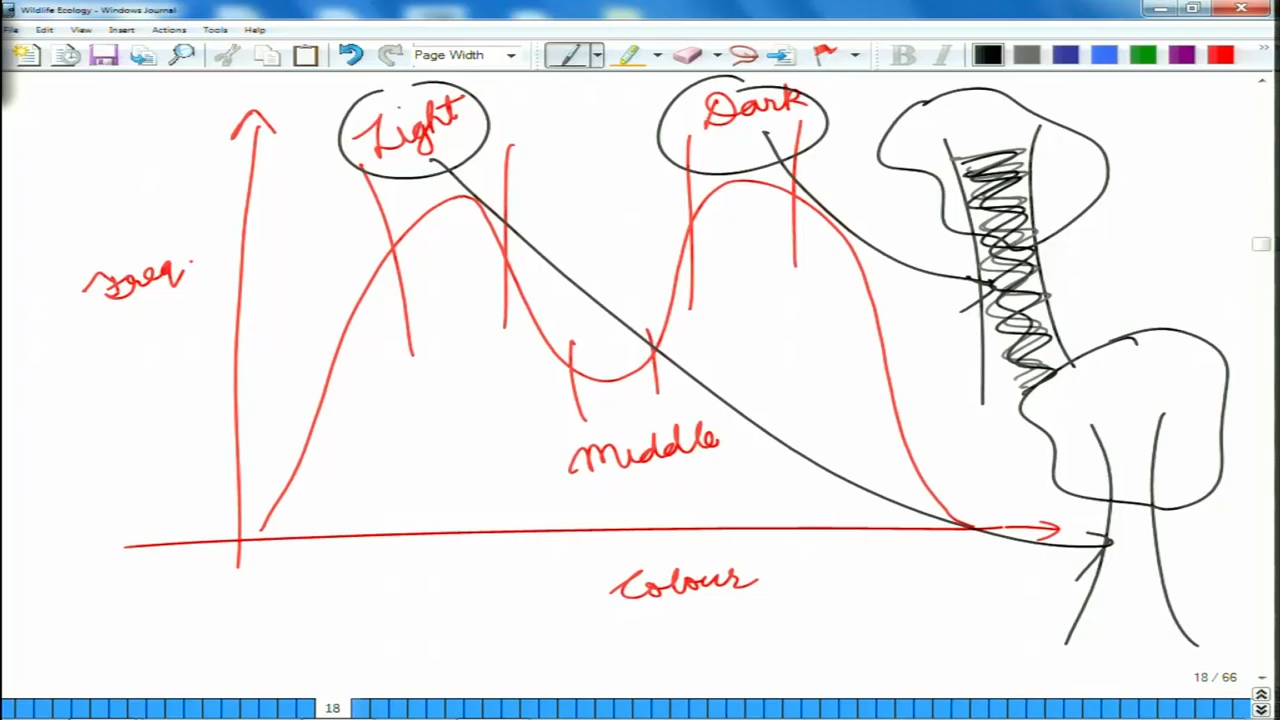 Wildlife Ecology - Windows Journal
File Edit View Insert Actions Tools Help
Page Width
B I
Light
Dark
Freq.
Middle
Colour
18 / 66
18